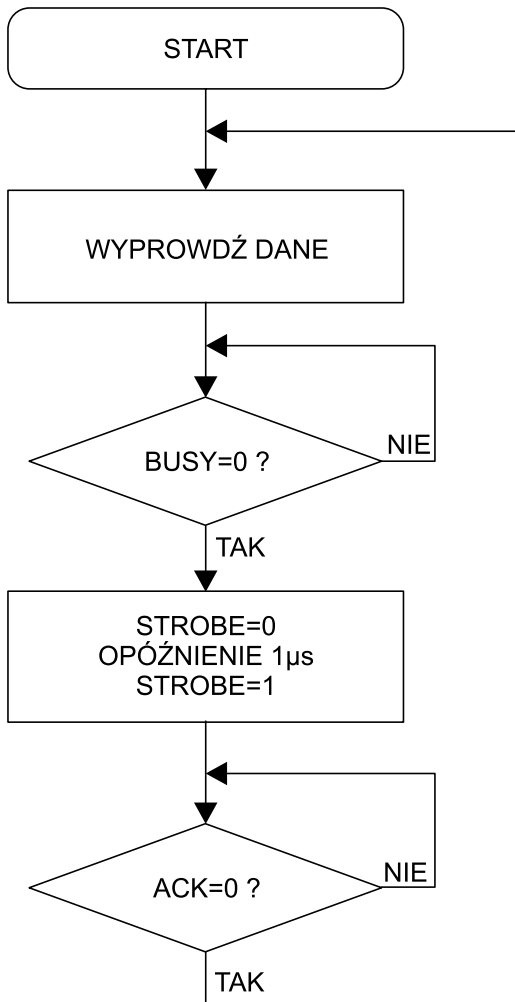 START
WYPROWDŹ DANE
BUSY=0 ?
NIE
TAK
STROBE=0
OPÓŹNIENIE 1µs
STROBE=1
ACK=0 ?
NIE
TAK